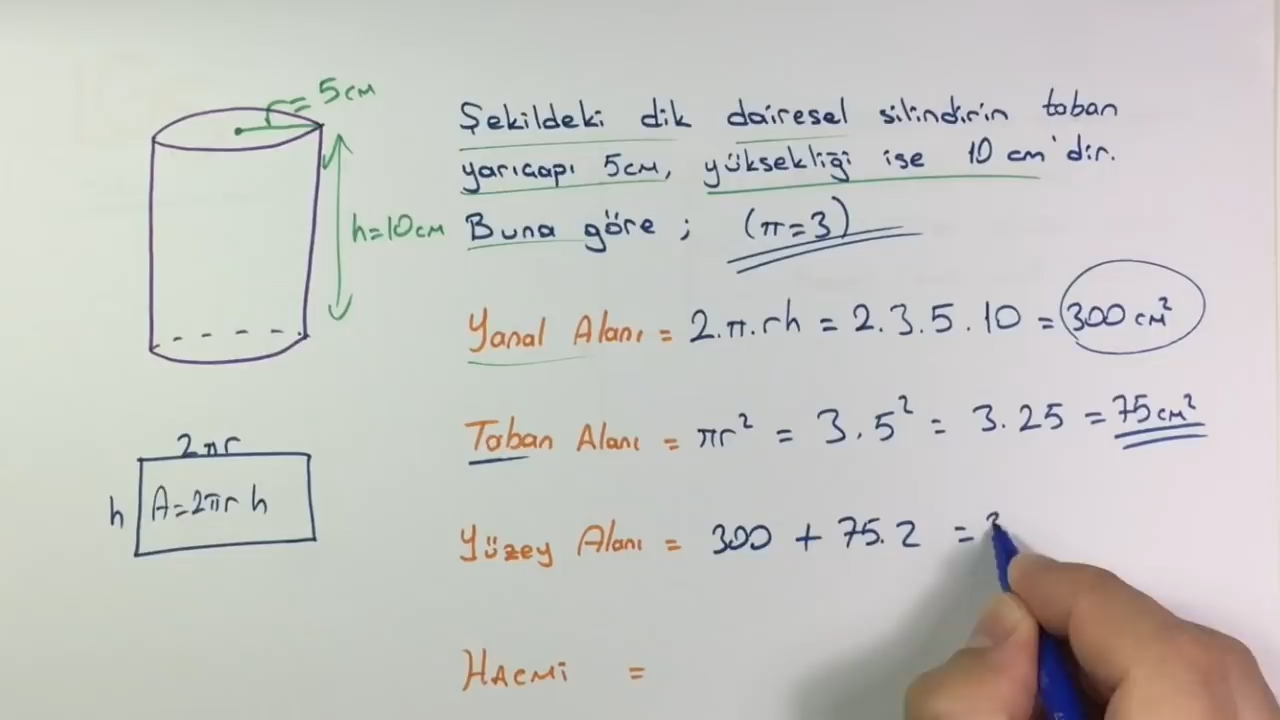 r = 5cm
h=10cm
Şekildeki dik dairesel silindirin taban
yarıçapı 5cm, yüksekliği ise 10 cm'dir.
Buna göre ; (π=3)
Yanal Alanı = 2.π.rh = 2.3.5.10 = 300 cm²
Taban Alanı = πr² = 3.5² = 3.25 = 75cm²
2πr
h
A=2πr h
Yüzey Alanı = 300 + 75.2 =
Hacmi =